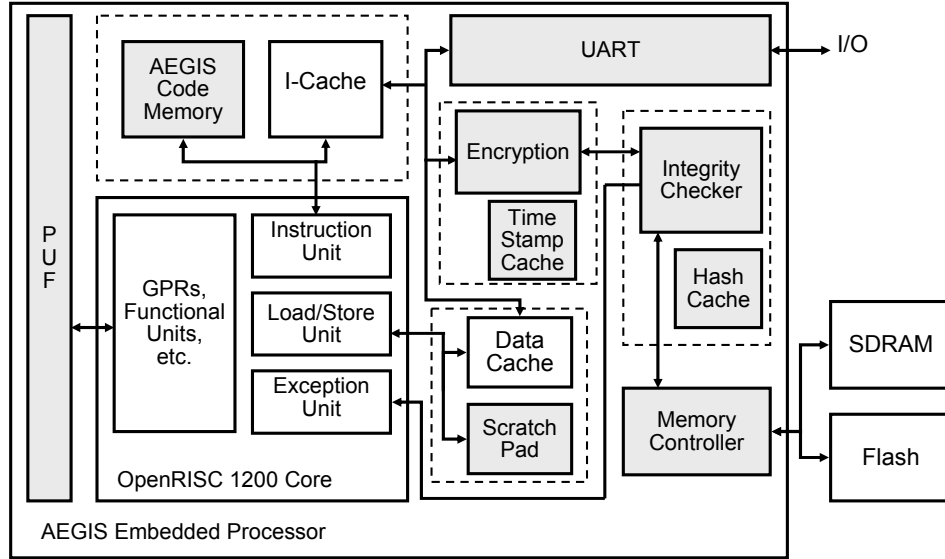 AEGIS
Code
Memory
I-Cache
UART
I/O
Encryption
Time
Stamp
Cache
Integrity
Checker
Hash
Cache
P
U
F
GPRs,
Functional
Units,
etc.
Instruction
Unit
Load/Store
Unit
Exception
Unit
Data
Cache
Scratch
Pad
Memory
Controller
SDRAM
Flash
OpenRISC 1200 Core
AEGIS Embedded Processor